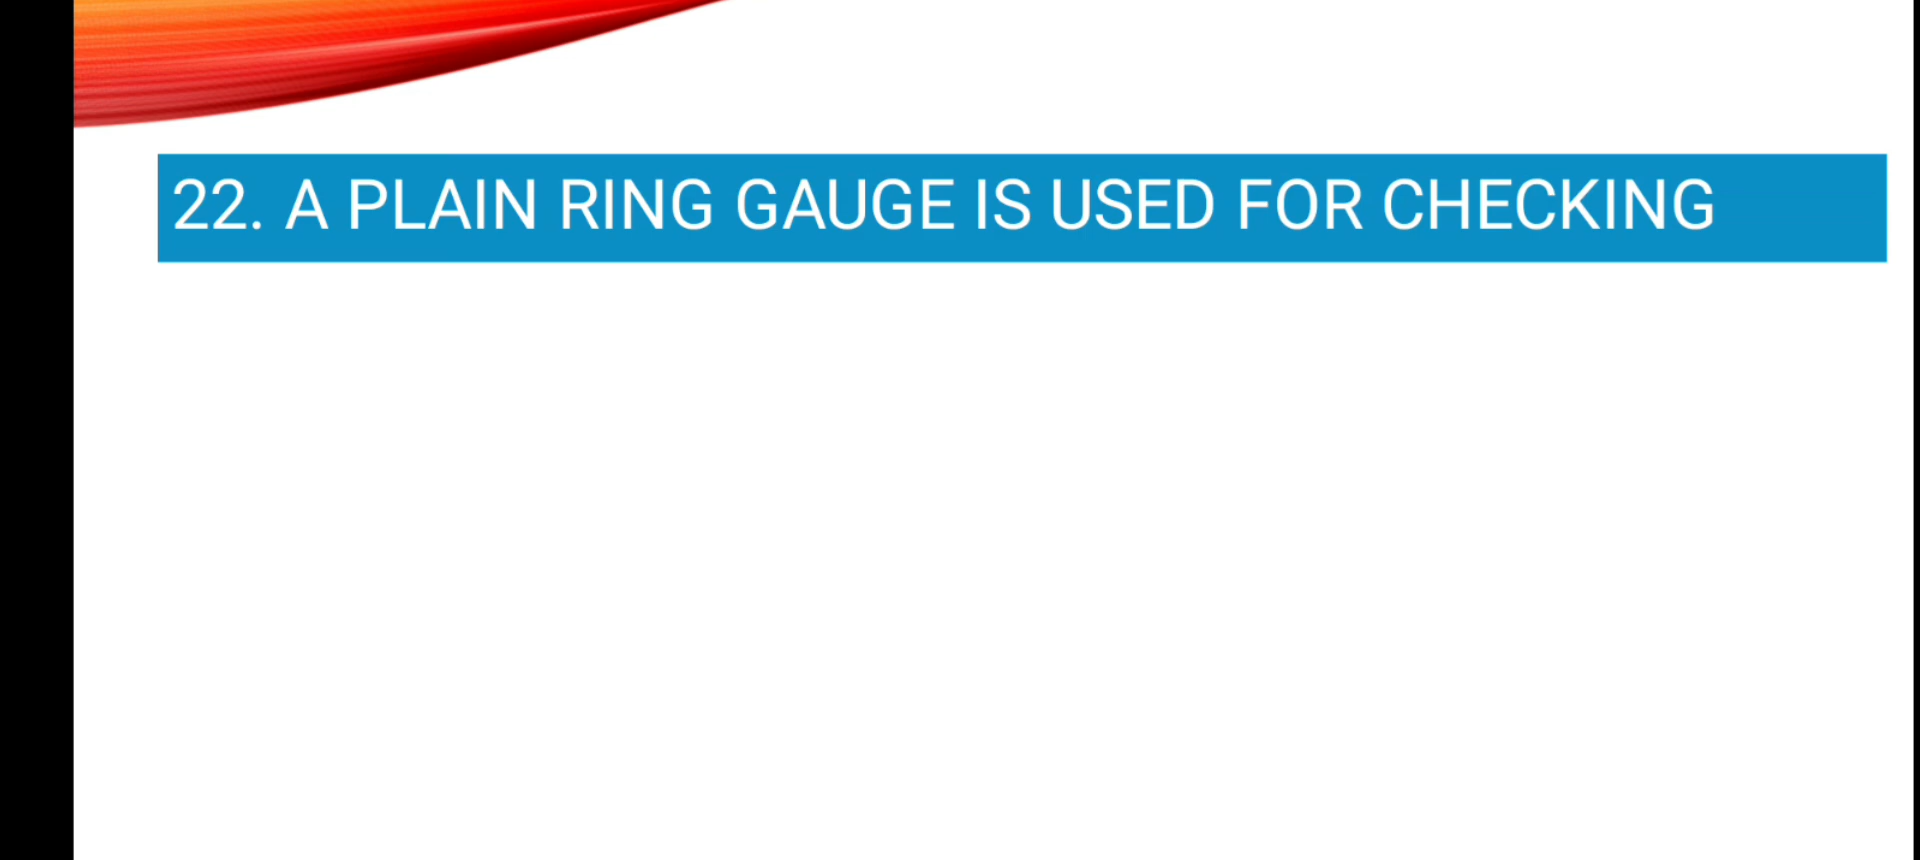 22. A PLAIN RING GAUGE IS USED FOR CHECKING